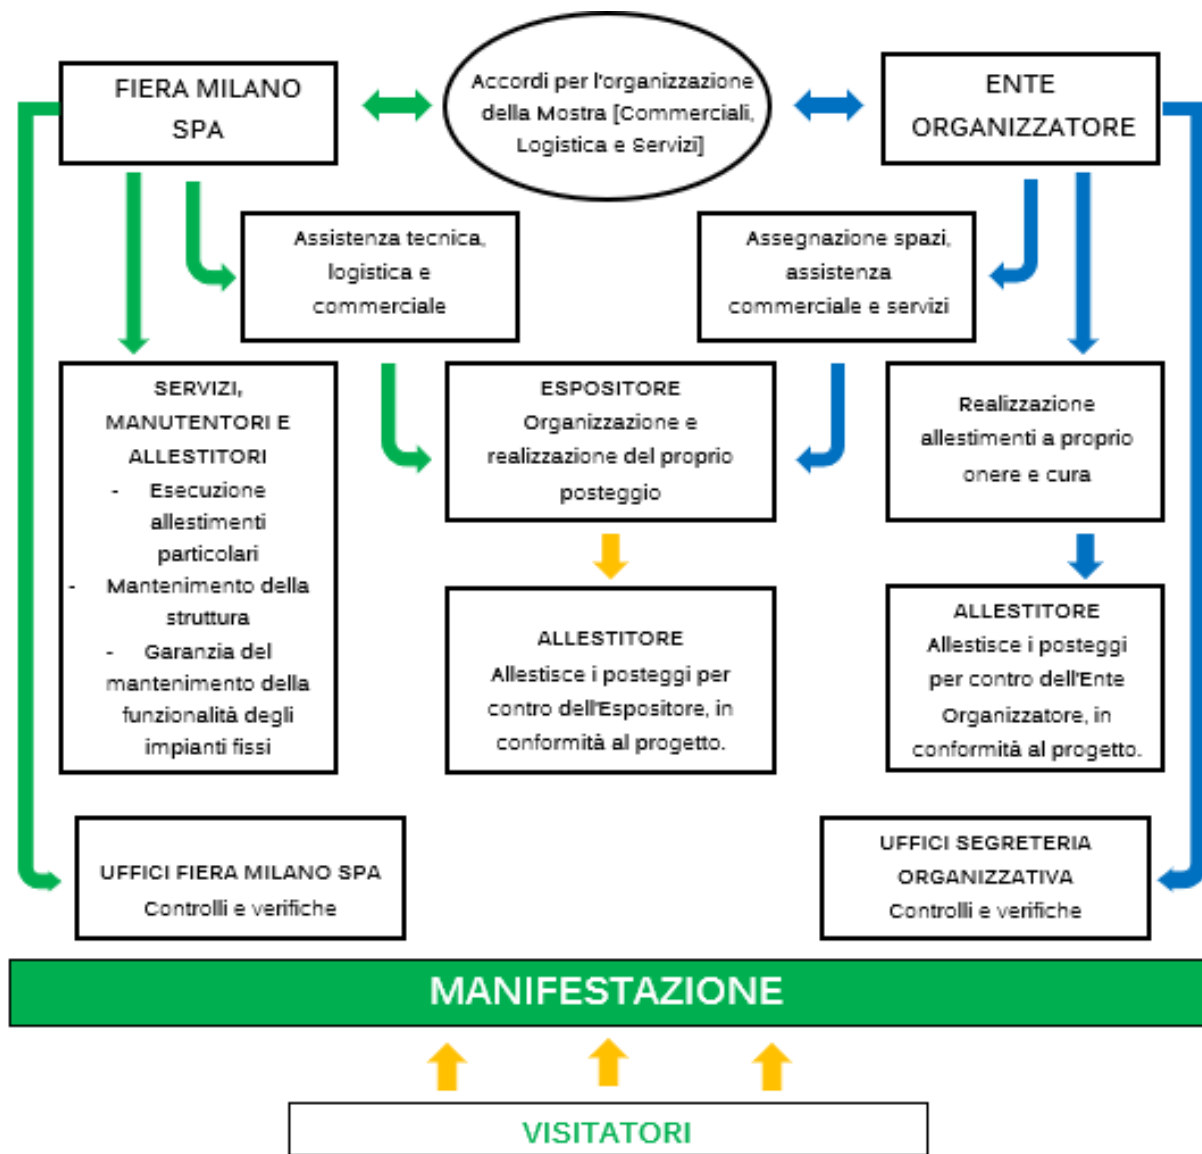 FIERA MILANO
SPA
Accordi per l'organizzazione
della Mostra [Commerciali,
Logistica e Servizi]
ENTE
ORGANIZZATORE
Assistenza tecnica,
logistica e
commerciale
Assegnazione spazi,
assistenza
commerciale e servizi
SERVIZI,
MANUTENTORI E
ALLESTITORI
- Esecuzione
allestimenti
particolari
- Mantenimento della
struttura
- Garanzia del
mantenimento della
funzionalità degli
impianti fissi
ESPOSITORE
Organizzazione e
realizzazione del proprio
posteggio
Realizzazione
allestimenti a proprio
onere e cura
ALLESTITORE
Allestisce i posteggi per
contro dell'Espositore, in
conformità al progetto.
ALLESTITORE
Allestisce i posteggi
per contro dell'Ente
Organizzatore, in
conformità al progetto.
UFFICI FIERA MILANO SPA
Controlli e verifiche
UFFICI SEGRETERIA
ORGANIZZATIVA
Controlli e verifiche
MANIFESTAZIONE
VISITATORI